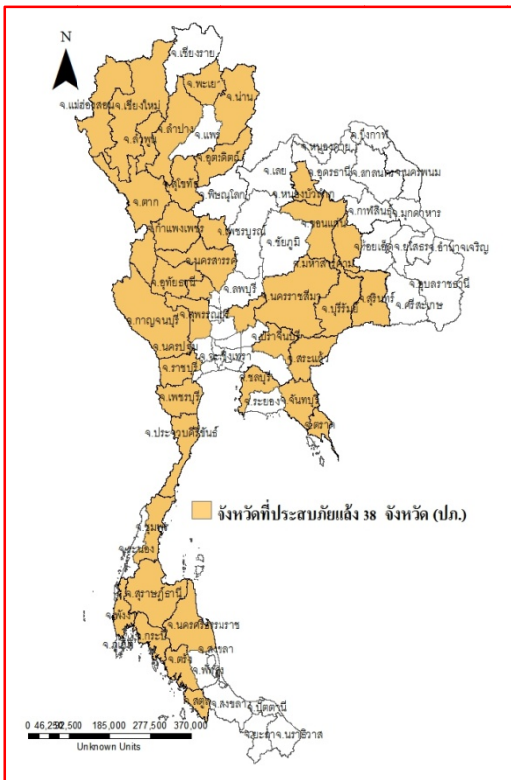 N
จ.เชียงราย
จ.พะเยา
จ.น่าน
จ.แม่ฮ่องสอน
จ.เชียงใหม่
จ.ลำปาง
จ.แพร่
จ.ลำพูน
จ.อุตรดิตถ์
จ.บึงกาฬ
จ.หนองคาย
จ.เลย
จ.อุดรธานี
จ.สกลนคร
จ.นครพนม
จ.สุโขทัย
จ.พิษณุโลก
จ.หนองบัวลำภู
จ.ตาก
จ.กาฬสินธุ์
จ.มุกดาหาร
จ.กำแพงเพชร
จ.เพชรบูรณ์
จ.ขอนแก่น
จ.ชัยภูมิ
จ.ร้อยเอ็ด
จ.ยโสธร
จ.อำนาจเจริญ
จ.นครสวรรค์
จ.มหาสารคาม
จ.อุทัยธานี
จ.ลพบุรี
จ.นครราชสีมา
จ.บุรีรัมย์
จ.สุรินทร์
จ.อุบลราชธานี
จ.ศรีสะเกษ
จ.กาญจนบุรี
จ.สุพรรณบุรี
จ.นครปฐม
จ.ปราจีนบุรี
จ.ฉะเชิงเทรา
จ.สระแก้ว
จ.ราชบุรี
จ.ชลบุรี
จ.เพชรบุรี
จ.ระยอง
จ.จันทบุรี
จ.ตราด
จ.ประจวบคีรีขันธ์
จังหวัดที่ประสบภัยแล้ง 38 จังหวัด (ปภ.)
จ.ชุมพร
จ.ระนอง
จ.สุราษฎร์ธานี
จ.พังงา
จ.นครศรีธรรมราช
จ.กระบี่
จ.ภูเก็ต
จ.สงขลา
จ.ตรัง
จ.พัทลุง
จ.สตูล
จ.สงขลา
จ.ปัตตานี
จ.ยะลา
จ.นราธิวาส
0 46,250 92,500 185,000 277,500 370,000
Unknown Units